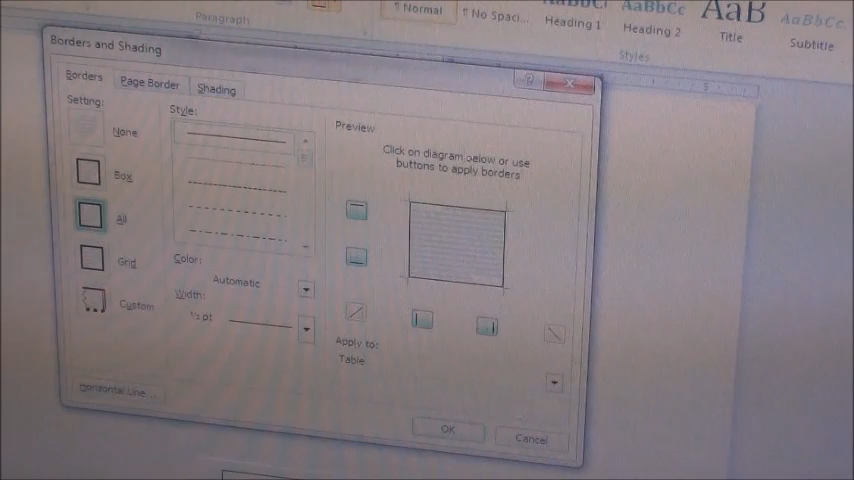 Paragraph
¶ Normal
¶ No Spaci...
Heading 1
AaBbCc
Heading 2
AaB
Title
AaBbCc.
Subtitle
Styles
Borders and Shading
Borders
Page Border
Shading
Setting:
None
Box
All
Grid
Custom
Style:
Color:
Automatic
Width:
½ pt
Preview
Click on diagram below or use
buttons to apply borders
Apply to:
Table
Horizontal Line...
OK
Cancel